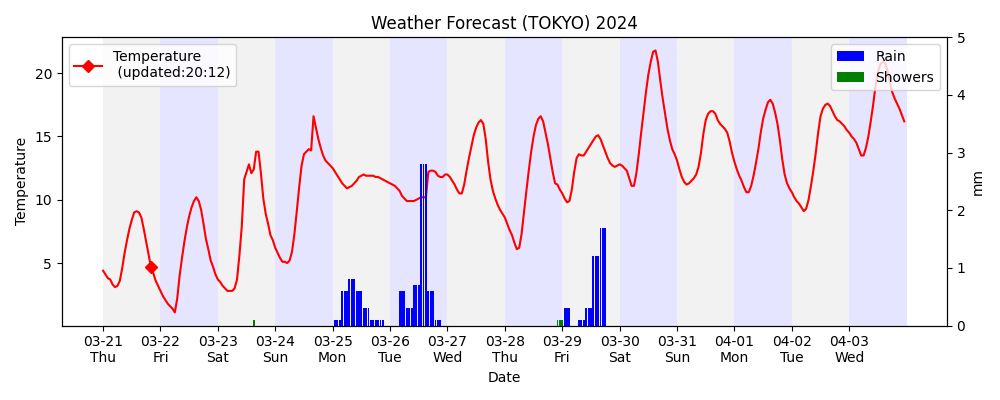 Weather Forecast (TOKYO) 2024
Temperature
(updated:20:12)
Rain
Showers
Temperature
20
15
10
5
5
4
3
2
1
0
mm
03-21 03-22 03-23 03-24 03-25 03-26 03-27 03-28 03-29 03-30 03-31 04-01 04-02 04-03
Thu Fri Sat Sun Mon Tue Wed Thu Fri Sat Sun Mon Tue Wed
Date